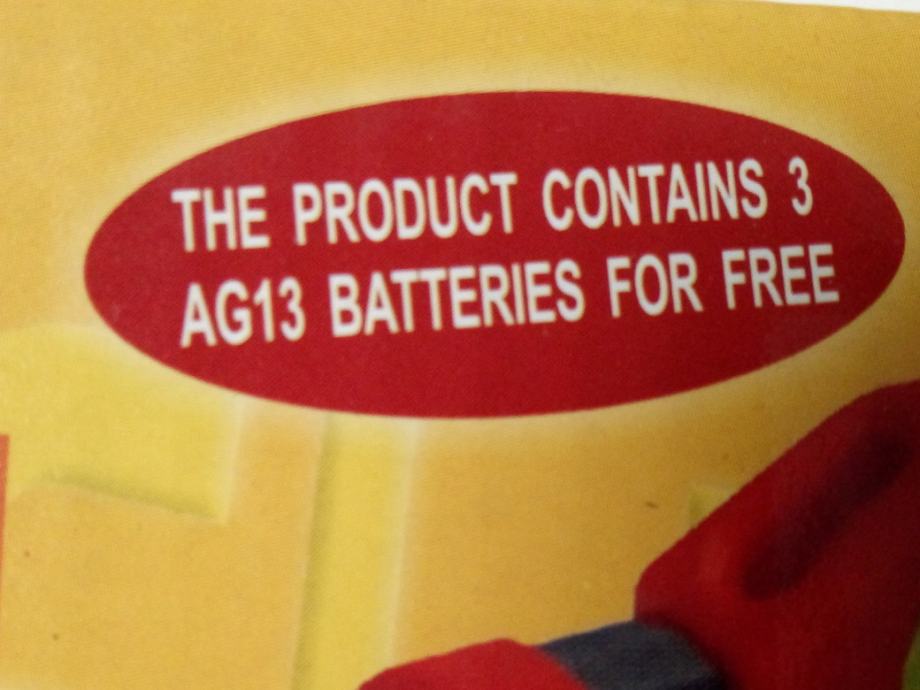 THE PRODUCT CONTAINS 3
AG13 BATTERIES FOR FREE